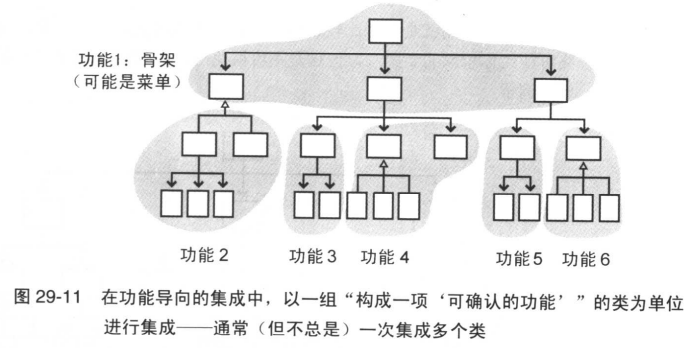 功能1：骨架
（可能是菜单）
功能 2
功能 3
功能 4
功能 5
功能 6
图 29-11 在功能导向的集成中，以一组“构成一项‘可确认的功能’”的类为单位
进行集成——通常（但不总是）一次集成多个类